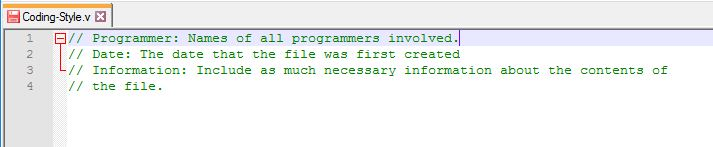 Coding-Style.v
1 // Programmer: Names of all programmers involved.
2 // Date: The date that the file was first created
3 // Information: Include as much necessary information about the contents of
4 // the file.